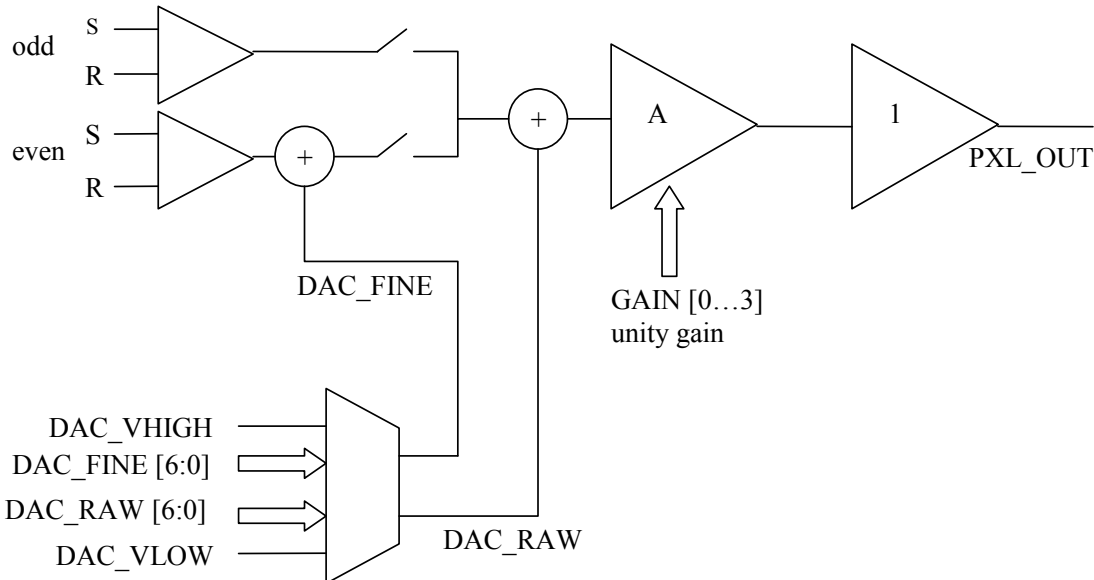 odd
S
R
even
S
R
+
+
A
1
PXL_OUT
DAC_FINE
GAIN [0…3]
unity gain
DAC_VHIGH
DAC_FINE [6:0]
DAC_RAW [6:0]
DAC_VLOW
DAC_RAW